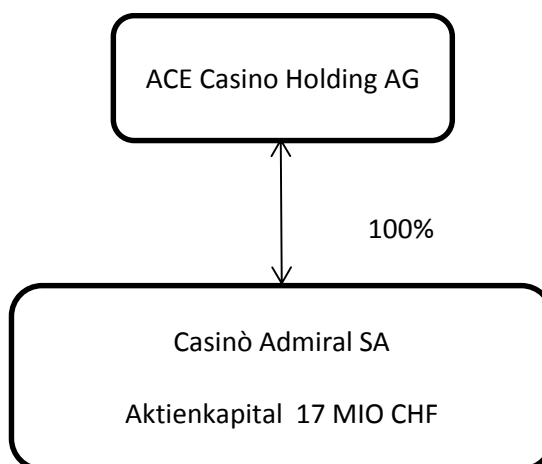 ACE Casino Holding AG
100%
Casinò Admiral SA
Aktienkapital 17 MIO CHF